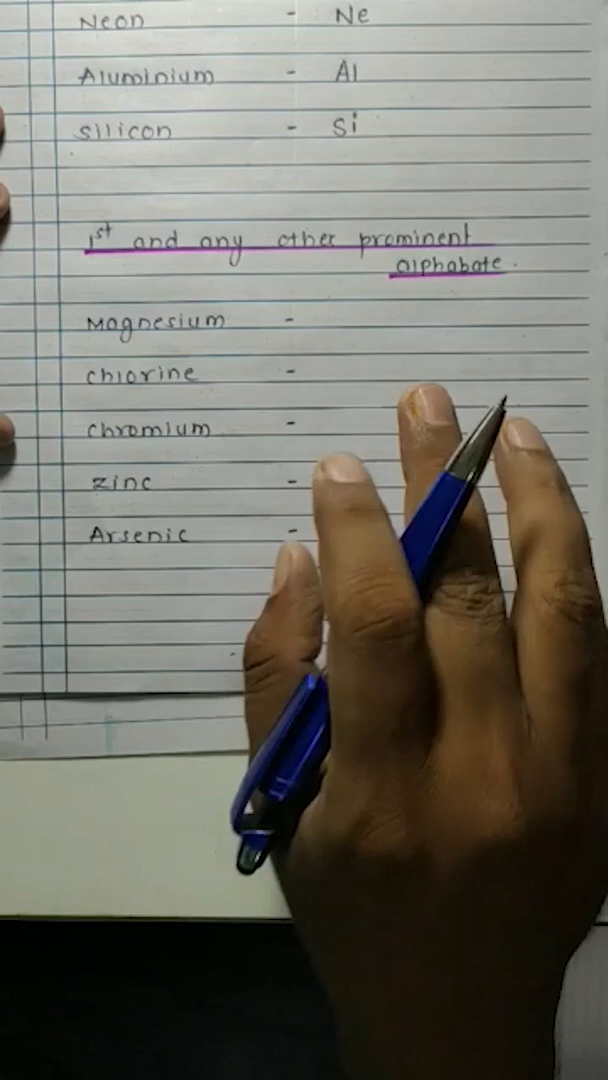 Neon - Ne
Aluminium - Al
silicon - Si
1st and any other prominent
alphabate.
Magnesium -
chlorine -
chromium -
zinc -
Arsenic -